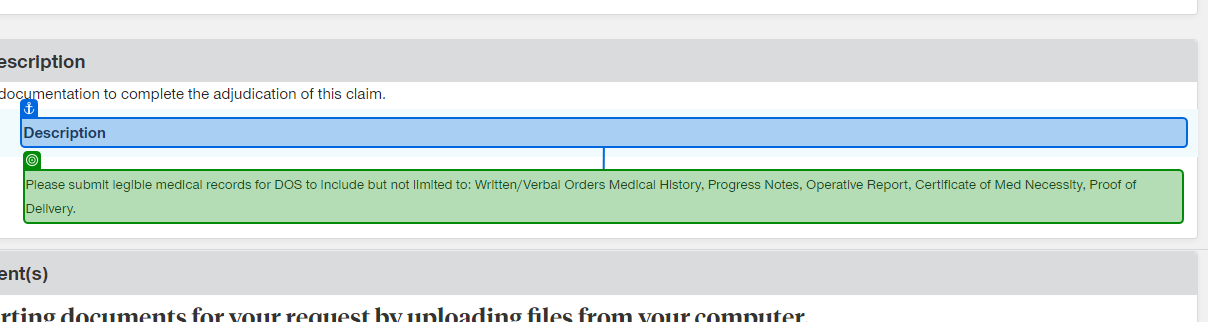 escription
documentation to complete the adjudication of this claim.
Description
Please submit legible medical records for DOS to include but not limited to: Written/Verbal Orders Medical History, Progress Notes, Operative Report, Certificate of Med Necessity, Proof of
Delivery.
ent(s)
rting documents for your request by uploading files from your computer.